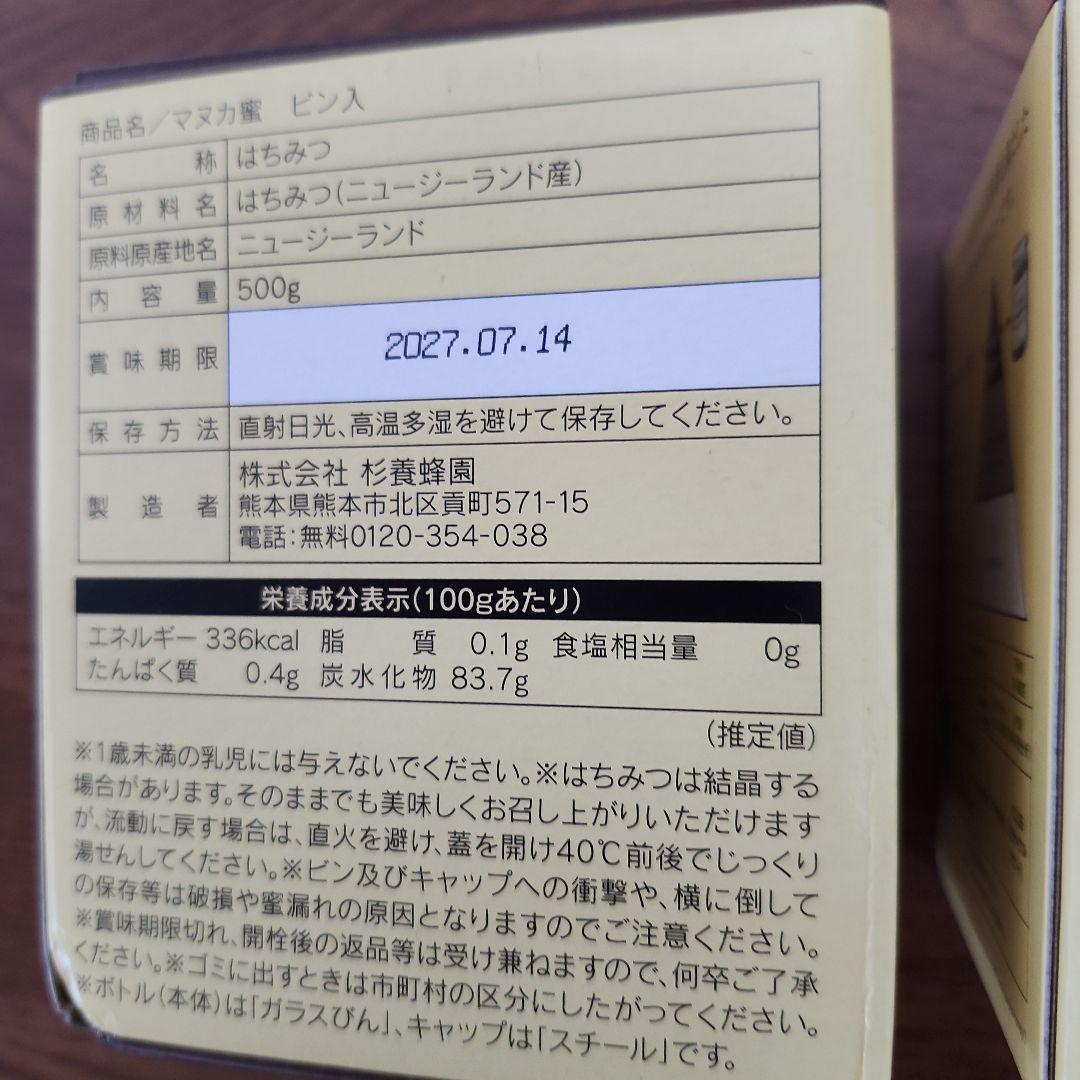 商品名／マヌカ蜜　ビン入
名称 はちみつ
原材料名 はちみつ(ニュージーランド産)
原料原産地名 ニュージーランド
内容量 500g
賞味期限 2027.07.14
保存方法 直射日光、高温多湿を避けて保存してください。
製造者 株式会社 杉養蜂園
熊本県熊本市北区貢町571-15
電話：無料0120-354-038
栄養成分表示(100gあたり)
エネルギー 336kcal 脂質 0.1g 食塩相当量 0g
たんぱく質 0.4g 炭水化物 83.7g
(推定値)
※1歳未満の乳児には与えないでください。※はちみつは結晶する
場合があります。そのままでも美味しくお召し上がりいただけます
が、流動に戻す場合は、直火を避け、蓋を開け40℃前後でじっくり
湯せんしてください。※ビン及びキャップへの衝撃や、横に倒して
の保存等は破損や蜜漏れの原因となりますのでご注意ください。
※賞味期限切れ、開栓後の返品等は受け兼ねますので、何卒ご了承
ください。※ゴミに出すときは市町村の区分にしたがってください。
※ボトル(本体)は「ガラスびん」、キャップは「スチール」です。